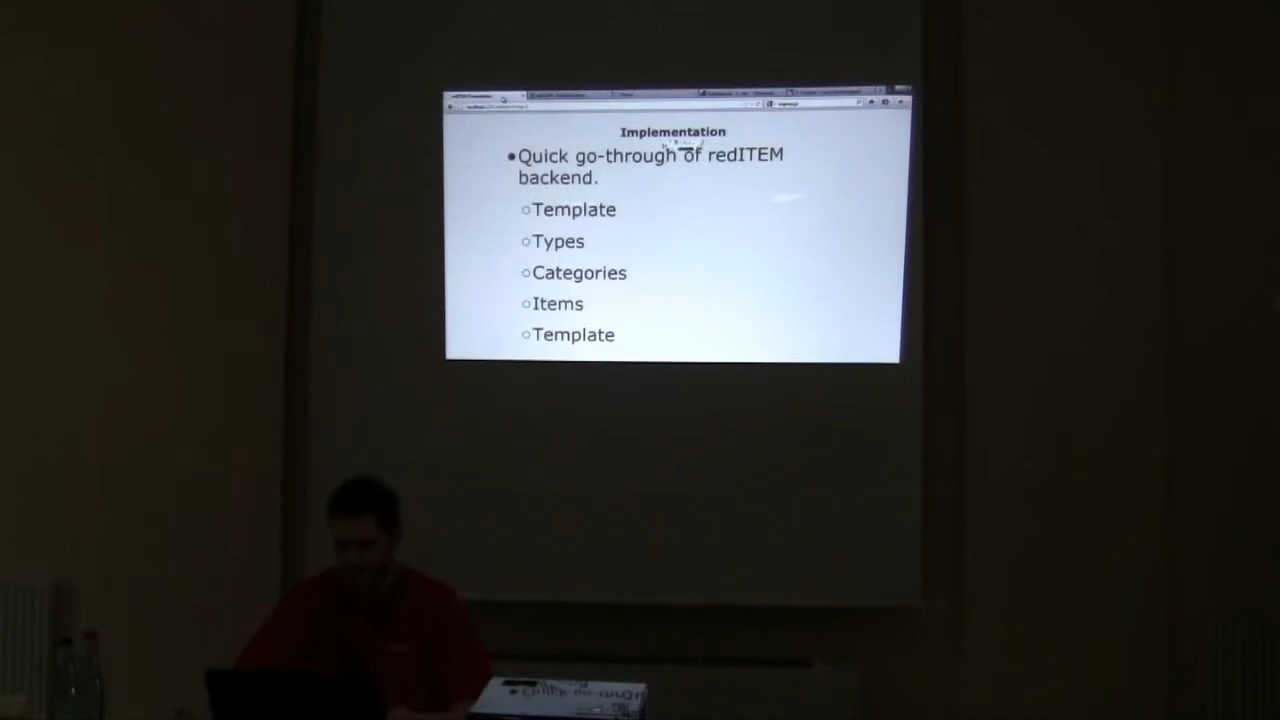 Implementation
•Quick go-through of redITEM
backend.
○Template
○Types
○Categories
○Items
○Template